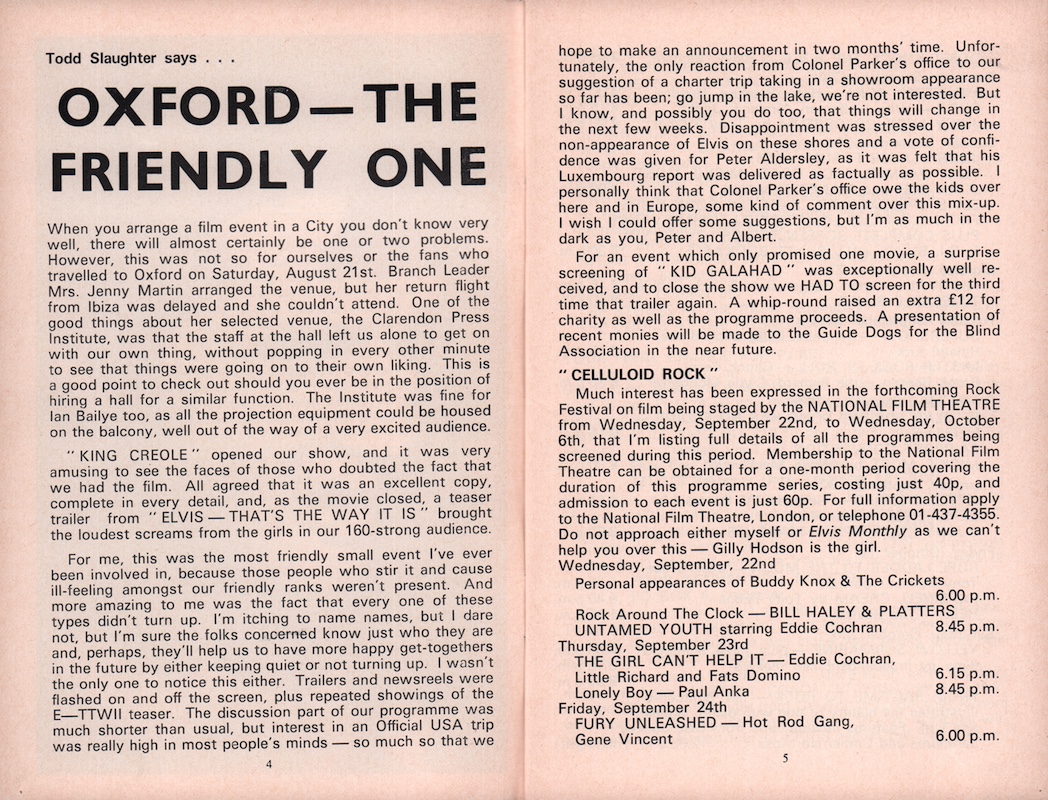 Todd Slaughter says . . .
OXFORD — THE
FRIENDLY ONE
When you arrange a film event in a City you don't know very
well, there will almost certainly be one or two problems.
However, this was not so for ourselves or the fans who
travelled to Oxford on Saturday, August 21st. Branch Leader
Mrs. Jenny Martin arranged the venue, but her return flight
from Ibiza was delayed and she couldn't attend. One of the
good things about her selected venue, the Clarendon Press
Institute, was that the staff at the hall left us alone to get on
with our own thing, without popping in every other minute
to see that things were going on to their own liking. This is
a good point to check out should you ever be in the position of
hiring a hall for a similar function. The Institute was fine for
Ian Bailye too, as all the projection equipment could be housed
on the balcony, well out of the way of a very excited audience.
" KING CREOLE " opened our show, and it was very
amusing to see the faces of those who doubted the fact that
we had the film. All agreed that it was an excellent copy,
complete in every detail, and, as the movie closed, a teaser
trailer from " ELVIS — THAT'S THE WAY IT IS " brought
the loudest screams from the girls in our 160-strong audience.
For me, this was the most friendly small event I've ever
been involved in, because those people who stir it and cause
ill-feeling amongst our friendly ranks weren't present. And
more amazing to me was the fact that every one of these
types didn't turn up. I'm itching to name names, but I dare
not, but I'm sure the folks concerned know just who they are
and, perhaps, they'll help us to have more happy get-togethers
in the future by either keeping quiet or not turning up. I wasn't
the only one to notice this either. Trailers and newsreels were
flashed on and off the screen, plus repeated showings of the
E—TTWII teaser. The discussion part of our programme was
much shorter than usual, but interest in an Official USA trip
was really high in most people's minds — so much so that we
4
hope to make an announcement in two months' time. Unfor-
tunately, the only reaction from Colonel Parker's office to our
suggestion of a charter trip taking in a showroom appearance
so far has been; go jump in the lake, we're not interested. But
I know, and possibly you do too, that things will change in
the next few weeks. Disappointment was stressed over the
non-appearance of Elvis on these shores and a vote of confi-
dence was given for Peter Aldersley, as it was felt that his
Luxembourg report was delivered as factually as possible. I
personally think that Colonel Parker's office owe the kids over
here and in Europe, some kind of comment over this mix-up.
I wish I could offer some suggestions, but I'm as much in the
dark as you, Peter and Albert.
For an event which only promised one movie, a surprise
screening of " KID GALAHAD " was exceptionally well re-
ceived, and to close the show we HAD TO screen for the third
time that trailer again. A whip-round raised an extra £12 for
charity as well as the programme proceeds. A presentation of
recent monies will be made to the Guide Dogs for the Blind
Association in the near future.
" CELLULOID ROCK "
Much interest has been expressed in the forthcoming Rock
Festival on film being staged by the NATIONAL FILM THEATRE
from Wednesday, September 22nd, to Wednesday, October
6th, that I'm listing full details of all the programmes being
screened during this period. Membership to the National Film
Theatre can be obtained for a one-month period covering the
duration of this programme series, costing just 40p, and
admission to each event is just 60p. For full information apply
to the National Film Theatre, London, or telephone 01-437-4355.
Do not approach either myself or Elvis Monthly as we can't
help you over this — Gilly Hodson is the girl.
Wednesday, September, 22nd
Personal appearances of Buddy Knox & The Crickets
6.00 p.m.
Rock Around The Clock — BILL HALEY & PLATTERS
UNTAMED YOUTH starring Eddie Cochran 8.45 p.m.
Thursday, September 23rd
THE GIRL CAN'T HELP IT — Eddie Cochran,
Little Richard and Fats Domino 6.15 p.m.
Lonely Boy — Paul Anka 8.45 p.m.
Friday, September 24th
FURY UNLEASHED — Hot Rod Gang,
Gene Vincent 6.00 p.m.
5